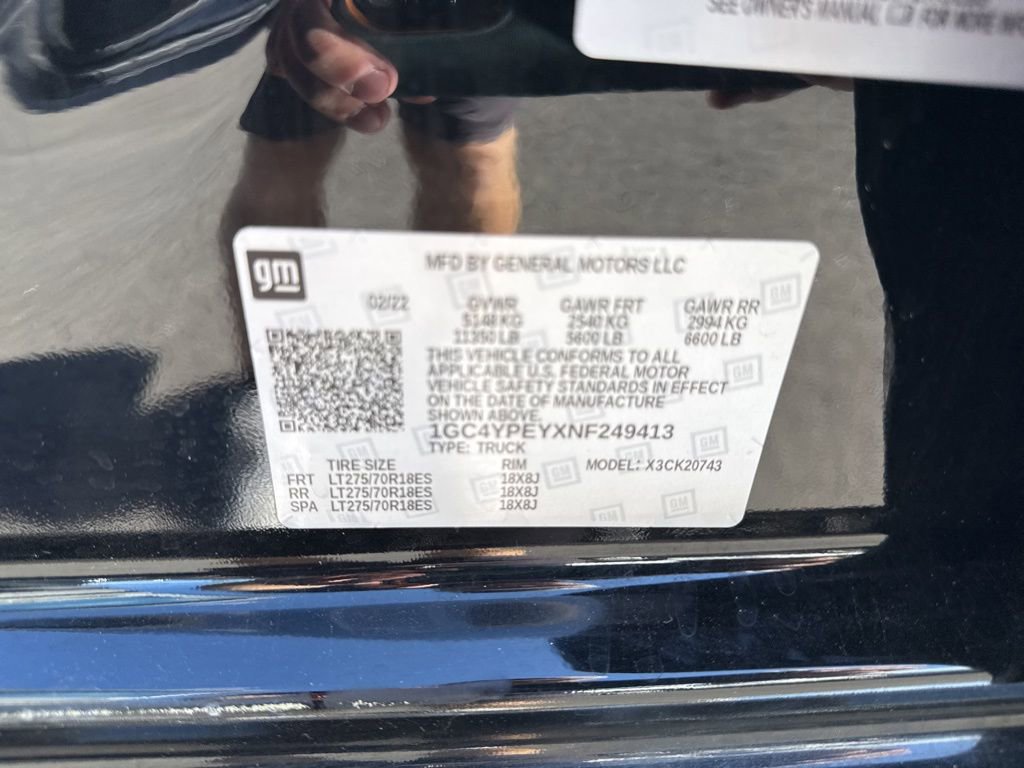 SEE OWNER'S MANUAL FOR MORE
gm
MFD BY GENERAL MOTORS LLC
02/22 GVWR GAWR FRT GAWR RR
5148 KG 2540 KG 2994 KG
11350 LB 5600 LB 6600 LB
THIS VEHICLE CONFORMS TO ALL
APPLICABLE U.S. FEDERAL MOTOR
VEHICLE SAFETY STANDARDS IN EFFECT
ON THE DATE OF MANUFACTURE
SHOWN ABOVE.
1GC4YPEYXNF249413
TYPE: TRUCK
TIRE SIZE RIM MODEL: X3CK20743
FRT LT275/70R18ES 18X8J
RR LT275/70R18ES 18X8J
SPA LT275/70R18ES 18X8J